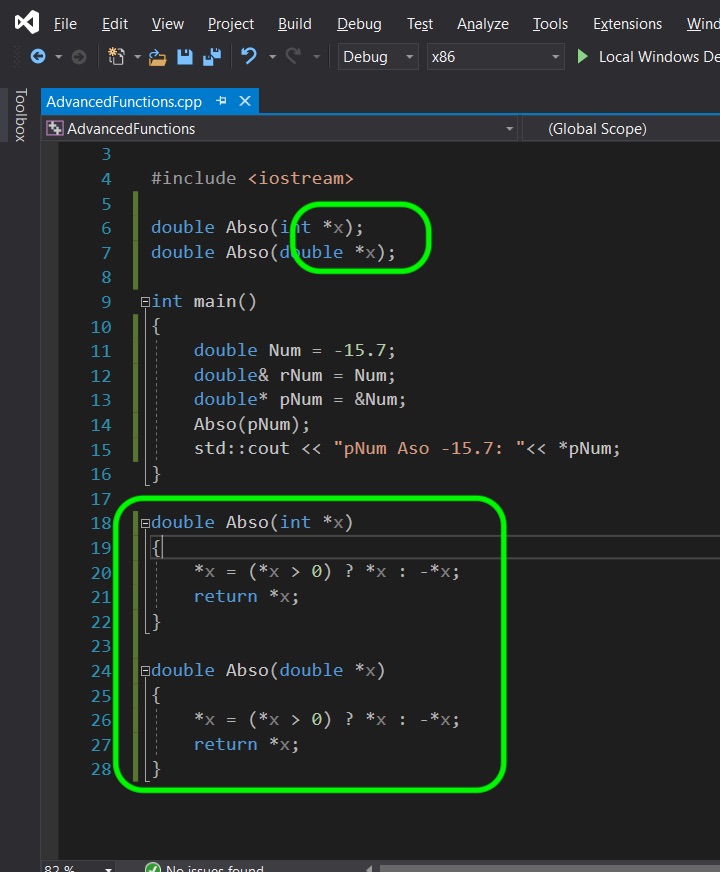 File Edit View Project Build Debug Test Analyze Tools Extensions Wind
Debug x86 Local Windows De
Toolbox
AdvancedFunctions.cpp
AdvancedFunctions (Global Scope)
3
4 #include <iostream>
5
6 double Abso(int *x);
7 double Abso(double *x);
8
9 int main()
10 {
11 double Num = -15.7;
12 double& rNum = Num;
13 double* pNum = &Num;
14 Abso(pNum);
15 std::cout << "pNum Aso -15.7: "<< *pNum;
16 }
17
18 double Abso(int *x)
19 {
20 *x = (*x > 0) ? *x : -*x;
21 return *x;
22 }
23
24 double Abso(double *x)
25 {
26 *x = (*x > 0) ? *x : -*x;
27 return *x;
28 }
82 % No issues found